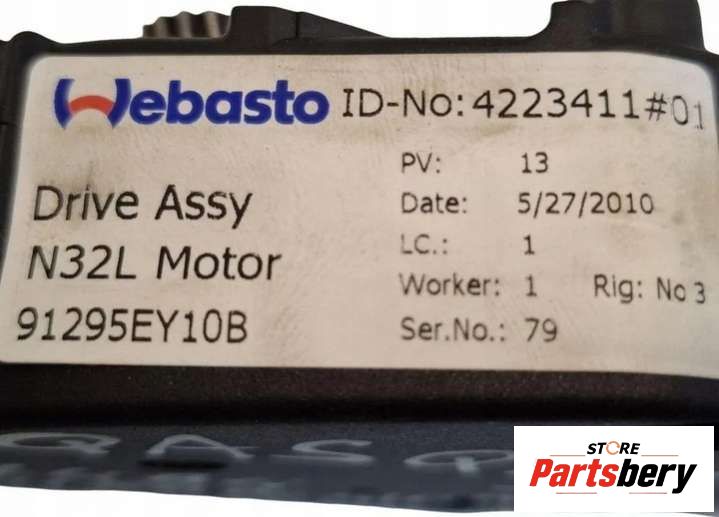 Webasto ID-No: 4223411#01
PV: 13
Drive Assy
Date: 5/27/2010
N32L Motor
LC.: 1
Worker: 1 Rig: No 3
91295EY10B
Ser.No.: 79
STORE
Partsbery